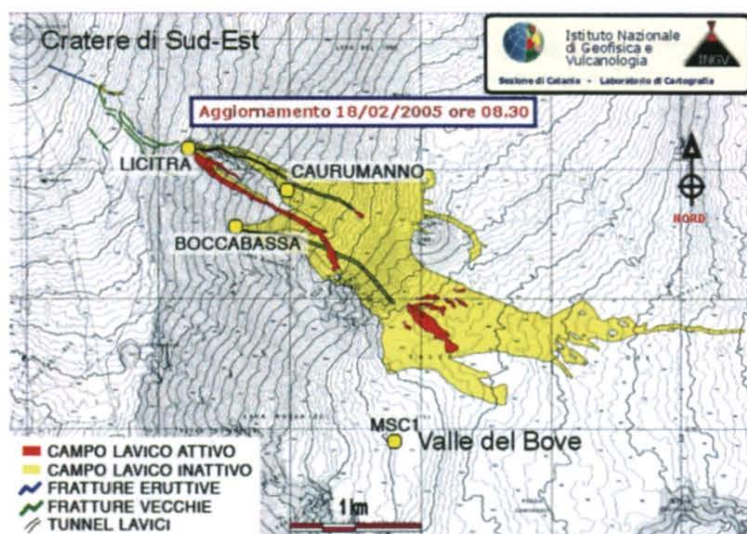 Cratere di Sud-Est
Istituto Nazionale
di Geofisica e
Vulcanologia
INGV
Sezione di Catania - Laboratorio di Cartografia
Aggiornamento 18/02/2005 ore 08.30
LICITRA
CAURUMANNO
NORD
BOCCABASSA
MSC1
Valle del Bove
CAMPO LAVICO ATTIVO
CAMPO LAVICO INATTIVO
FRATTURE ERUTTIVE
FRATTURE VECCHIE
TUNNEL LAVICI
1 km